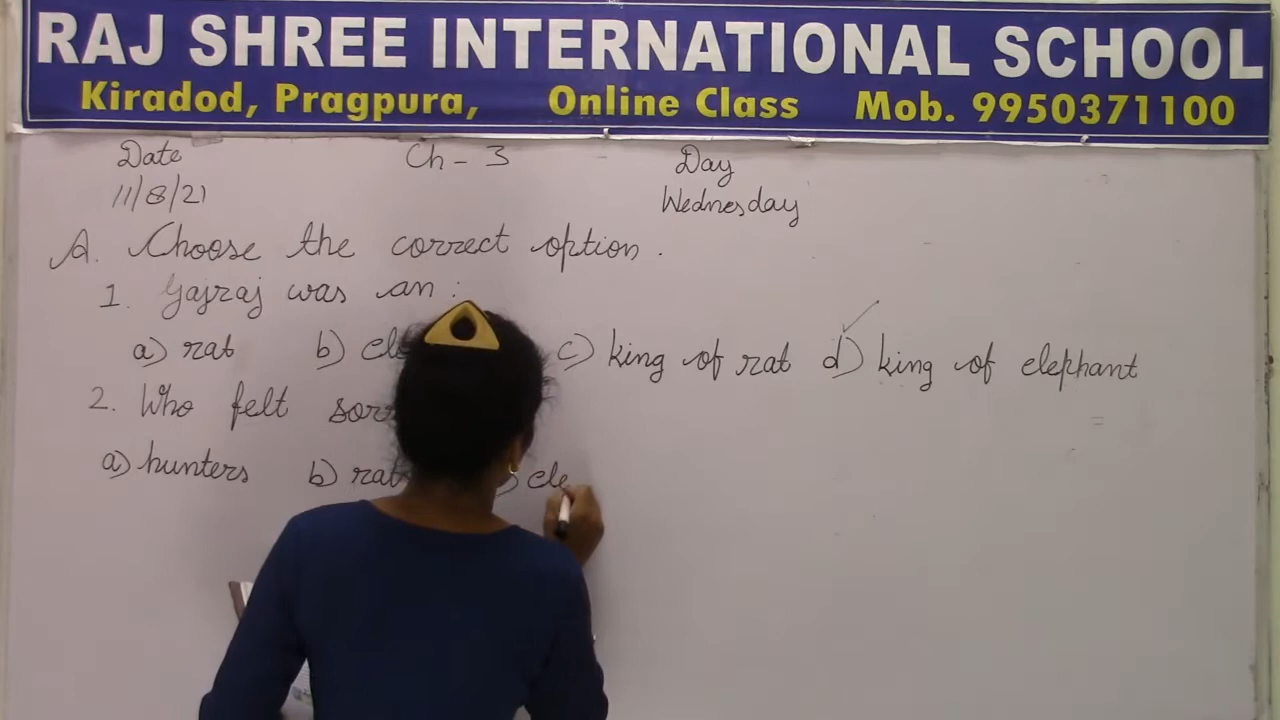 RAJ SHREE INTERNATIONAL SCHOOL
Kiradod, Pragpura, Online Class Mob. 9950371100
Date Ch - 3 Day
11/8/21 Wednesday
A. Choose the correct option.
1. Gajraj was an :
a) rat b) c) king of rat d) king of elephant
2. Who felt
a) hunters b) rat ) ele